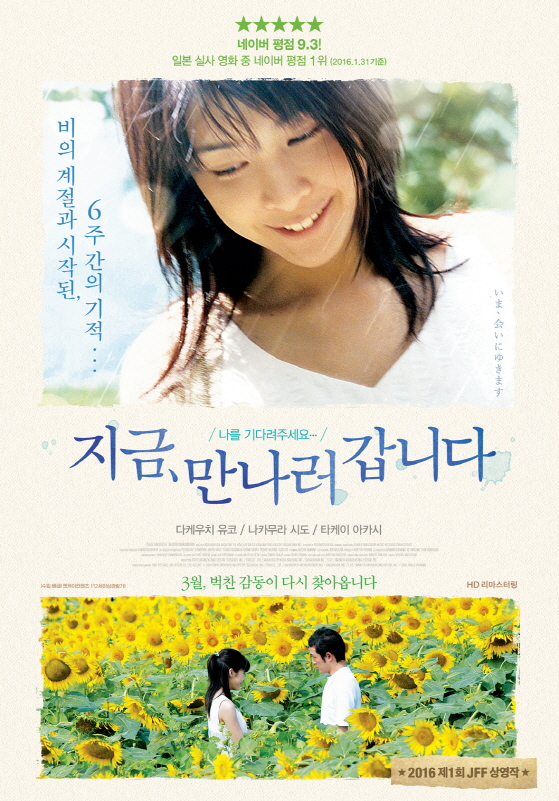 네이버 평점 9.3!
일본 실사 영화 중 네이버 평점 1위 (2016.1.31기준)
비의 계절과 시작된,
6주 간의 기적...
いま、会いにゆきます
/ 나를 기다려주세요... /
지금, 만나러 갑니다
다케우치 유코 / 나카무라 시도 / 타케이 아카시
3월, 벅찬 감동이 다시 찾아옵니다
HD 리마스터링
★ 2016 제1회 JFF 상영작 ★